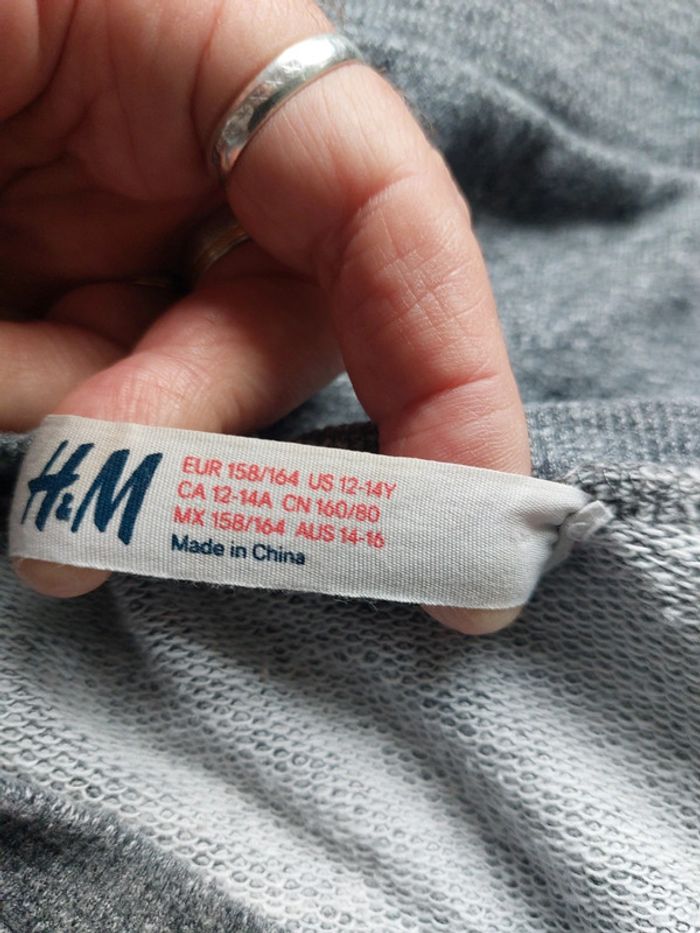 H&M
EUR 158/164 US 12-14Y
CA 12-14A CN 160/80
MX 158/164 AUS 14-16
Made in China